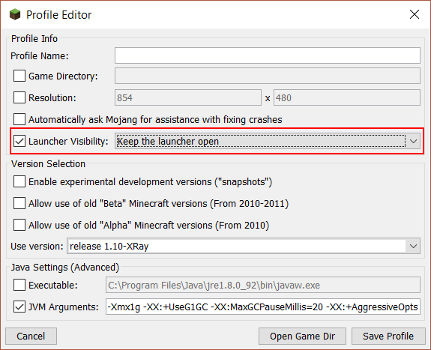 Profile Editor
Profile Info
Profile Name:
Game Directory:
Resolution: 854 x 480
Automatically ask Mojang for assistance with fixing crashes
Launcher Visibility: Keep the launcher open
Version Selection
Enable experimental development versions ("snapshots")
Allow use of old "Beta" Minecraft versions (From 2010-2011)
Allow use of old "Alpha" Minecraft versions (From 2010)
Use version: release 1.10-XRay
Java Settings (Advanced)
Executable: C:\Program Files\Java\jre1.8.0_92\bin\javaw.exe
JVM Arguments: -Xmx1g -XX:+UseG1GC -XX:MaxGCPauseMillis=20 -XX:+AggressiveOpts
Cancel Open Game Dir Save Profile